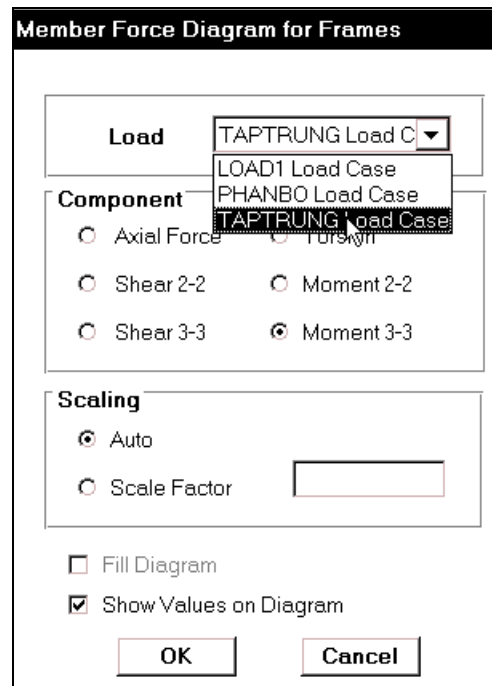 Member Force Diagram for Frames
Load
TAPTRUNG Load C
LOAD1 Load Case
PHANBO Load Case
TAPTRUNG Load Case
Component
Axial Force
Shear 2-2
Moment 2-2
Shear 3-3
Moment 3-3
Scaling
Auto
Scale Factor
Fill Diagram
Show Values on Diagram
OK
Cancel